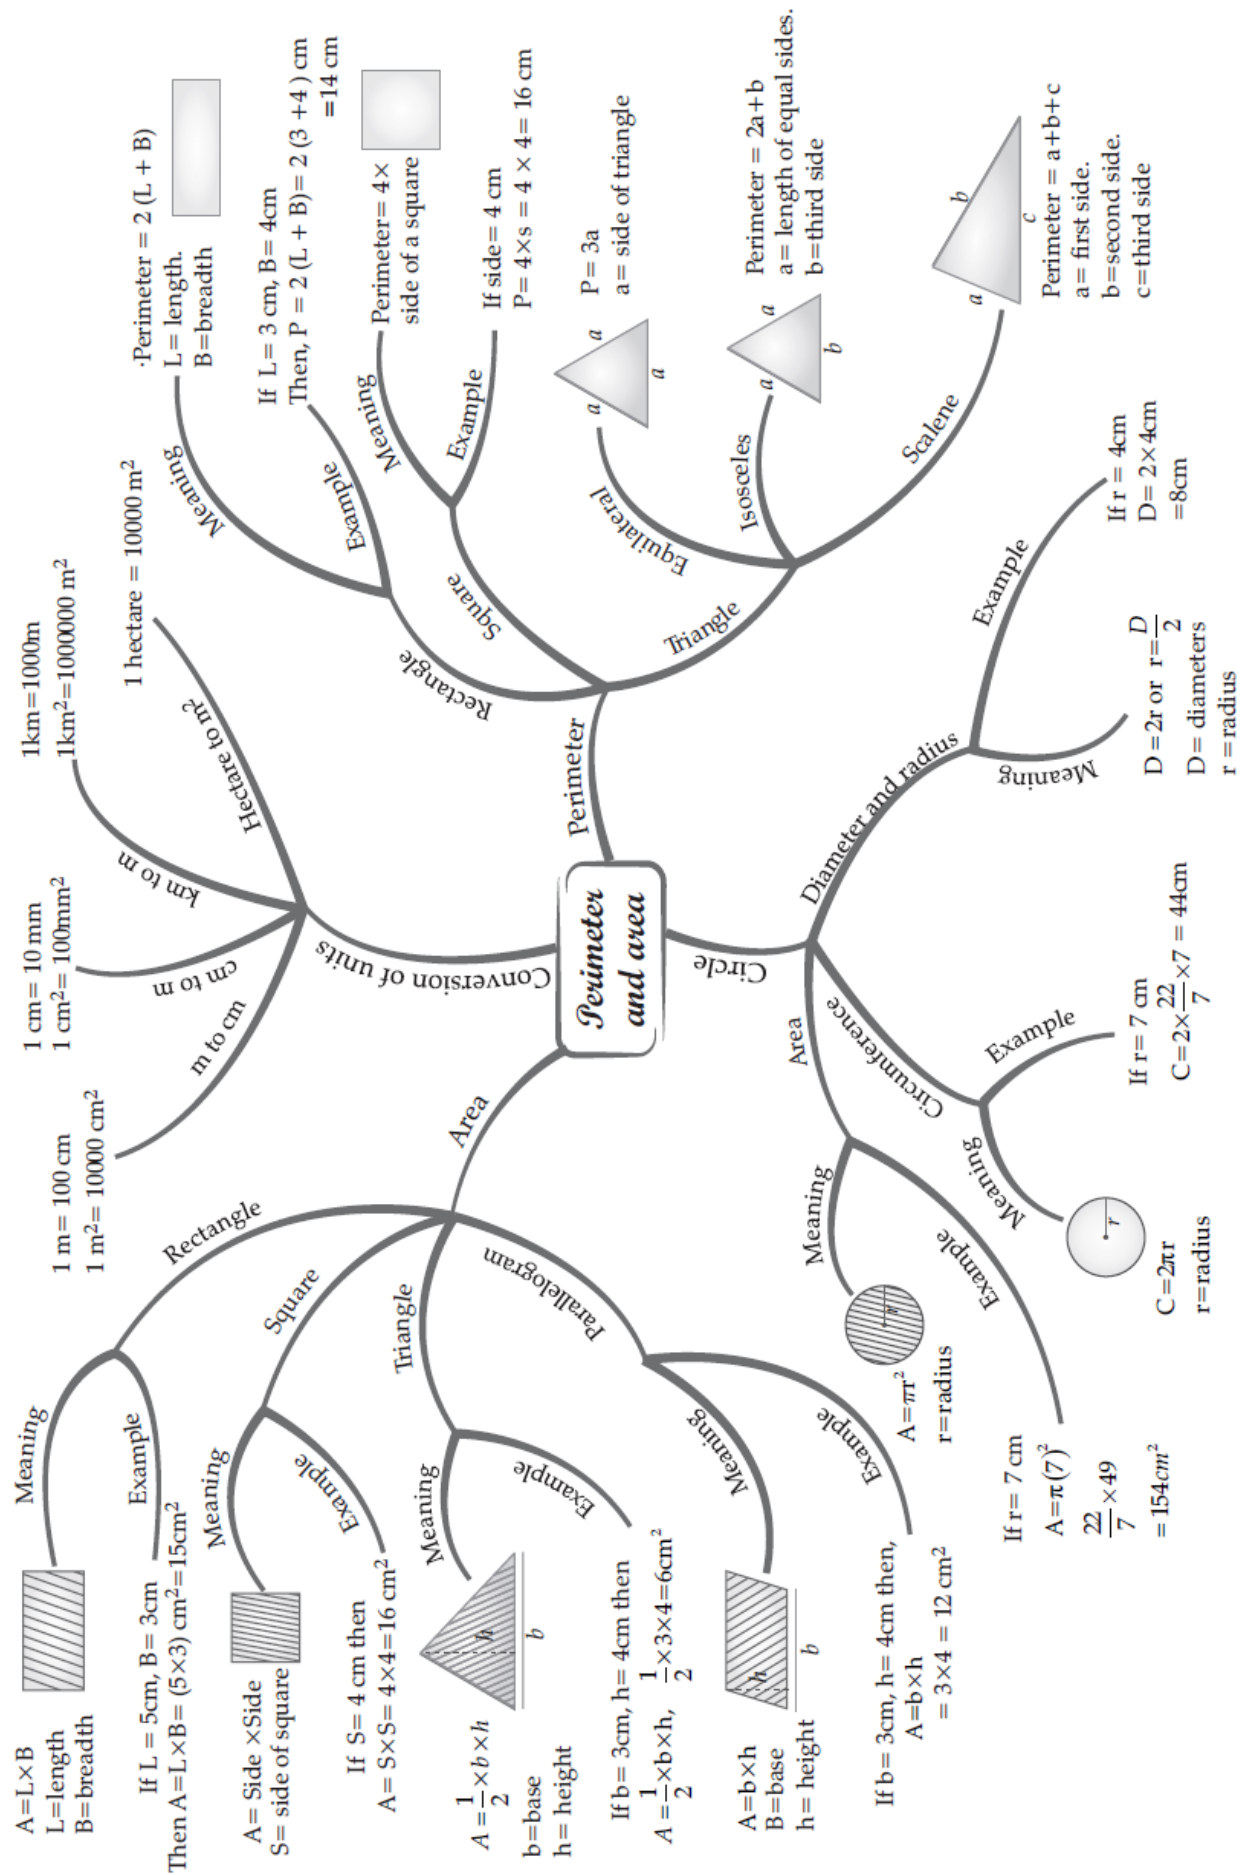 Perimeter
and area
Perimeter
Rectangle
Meaning
·Perimeter = 2 (L + B)
L= length.
B=breadth
Example
If L= 3 cm, B= 4cm
Then, P = 2 (L + B)= 2 (3 +4 ) cm
=14 cm
Square
Meaning
Perimeter= 4×
side of a square
Example
If side= 4 cm
P= 4×s = 4 × 4= 16 cm
Triangle
Equilateral
a
a
a
P= 3a
a= side of triangle
Isosceles
a
a
b
Perimeter = 2a+b
a= length of equal sides.
b=third side
Scalene
a
b
c
Perimeter = a+b+c
a= first side.
b=second side.
c=third side
Circle
Diameter and radius
Example
If r = 4cm
D= 2×4cm
=8cm
Meaning
D=2r or r=D/2
D= diameters
r=radius
Circumference
Example
If r= 7 cm
C=2×22/7×7 = 44cm
Meaning
r
C=2πr
r=radius
Area
Meaning
r
A=πr²
r=radius
Example
If r= 7 cm
A=π(7)²
22/7×49
=154cm²
Area
Rectangle
Meaning
A=L×B
L=length
B=breadth
Example
If L= 5cm, B= 3cm
Then A=L×B= (5×3) cm²=15cm²
Square
Meaning
A= Side ×Side
S= side of square
Example
If S= 4 cm then
A= S×S= 4×4=16 cm²
Triangle
Meaning
h
b
A=1/2×b×h
b=base
h= height
Example
If b= 3cm, h= 4cm then
A=1/2×b×h, 1/2×3×4=6cm²
Parallelogram
Meaning
h
b
A=b×h
B=base
h= height
Example
If b= 3cm, h= 4cm then,
A=b×h
= 3×4 = 12 cm²
Conversion of units
m to cm
1 m= 100 cm
1 m²= 10000 cm²
cm to m
1 cm= 10 mm
1 cm²= 100mm²
km to m
1km=1000m
1km²=1000000 m²
Hectare to m²
1 hectare = 10000 m²